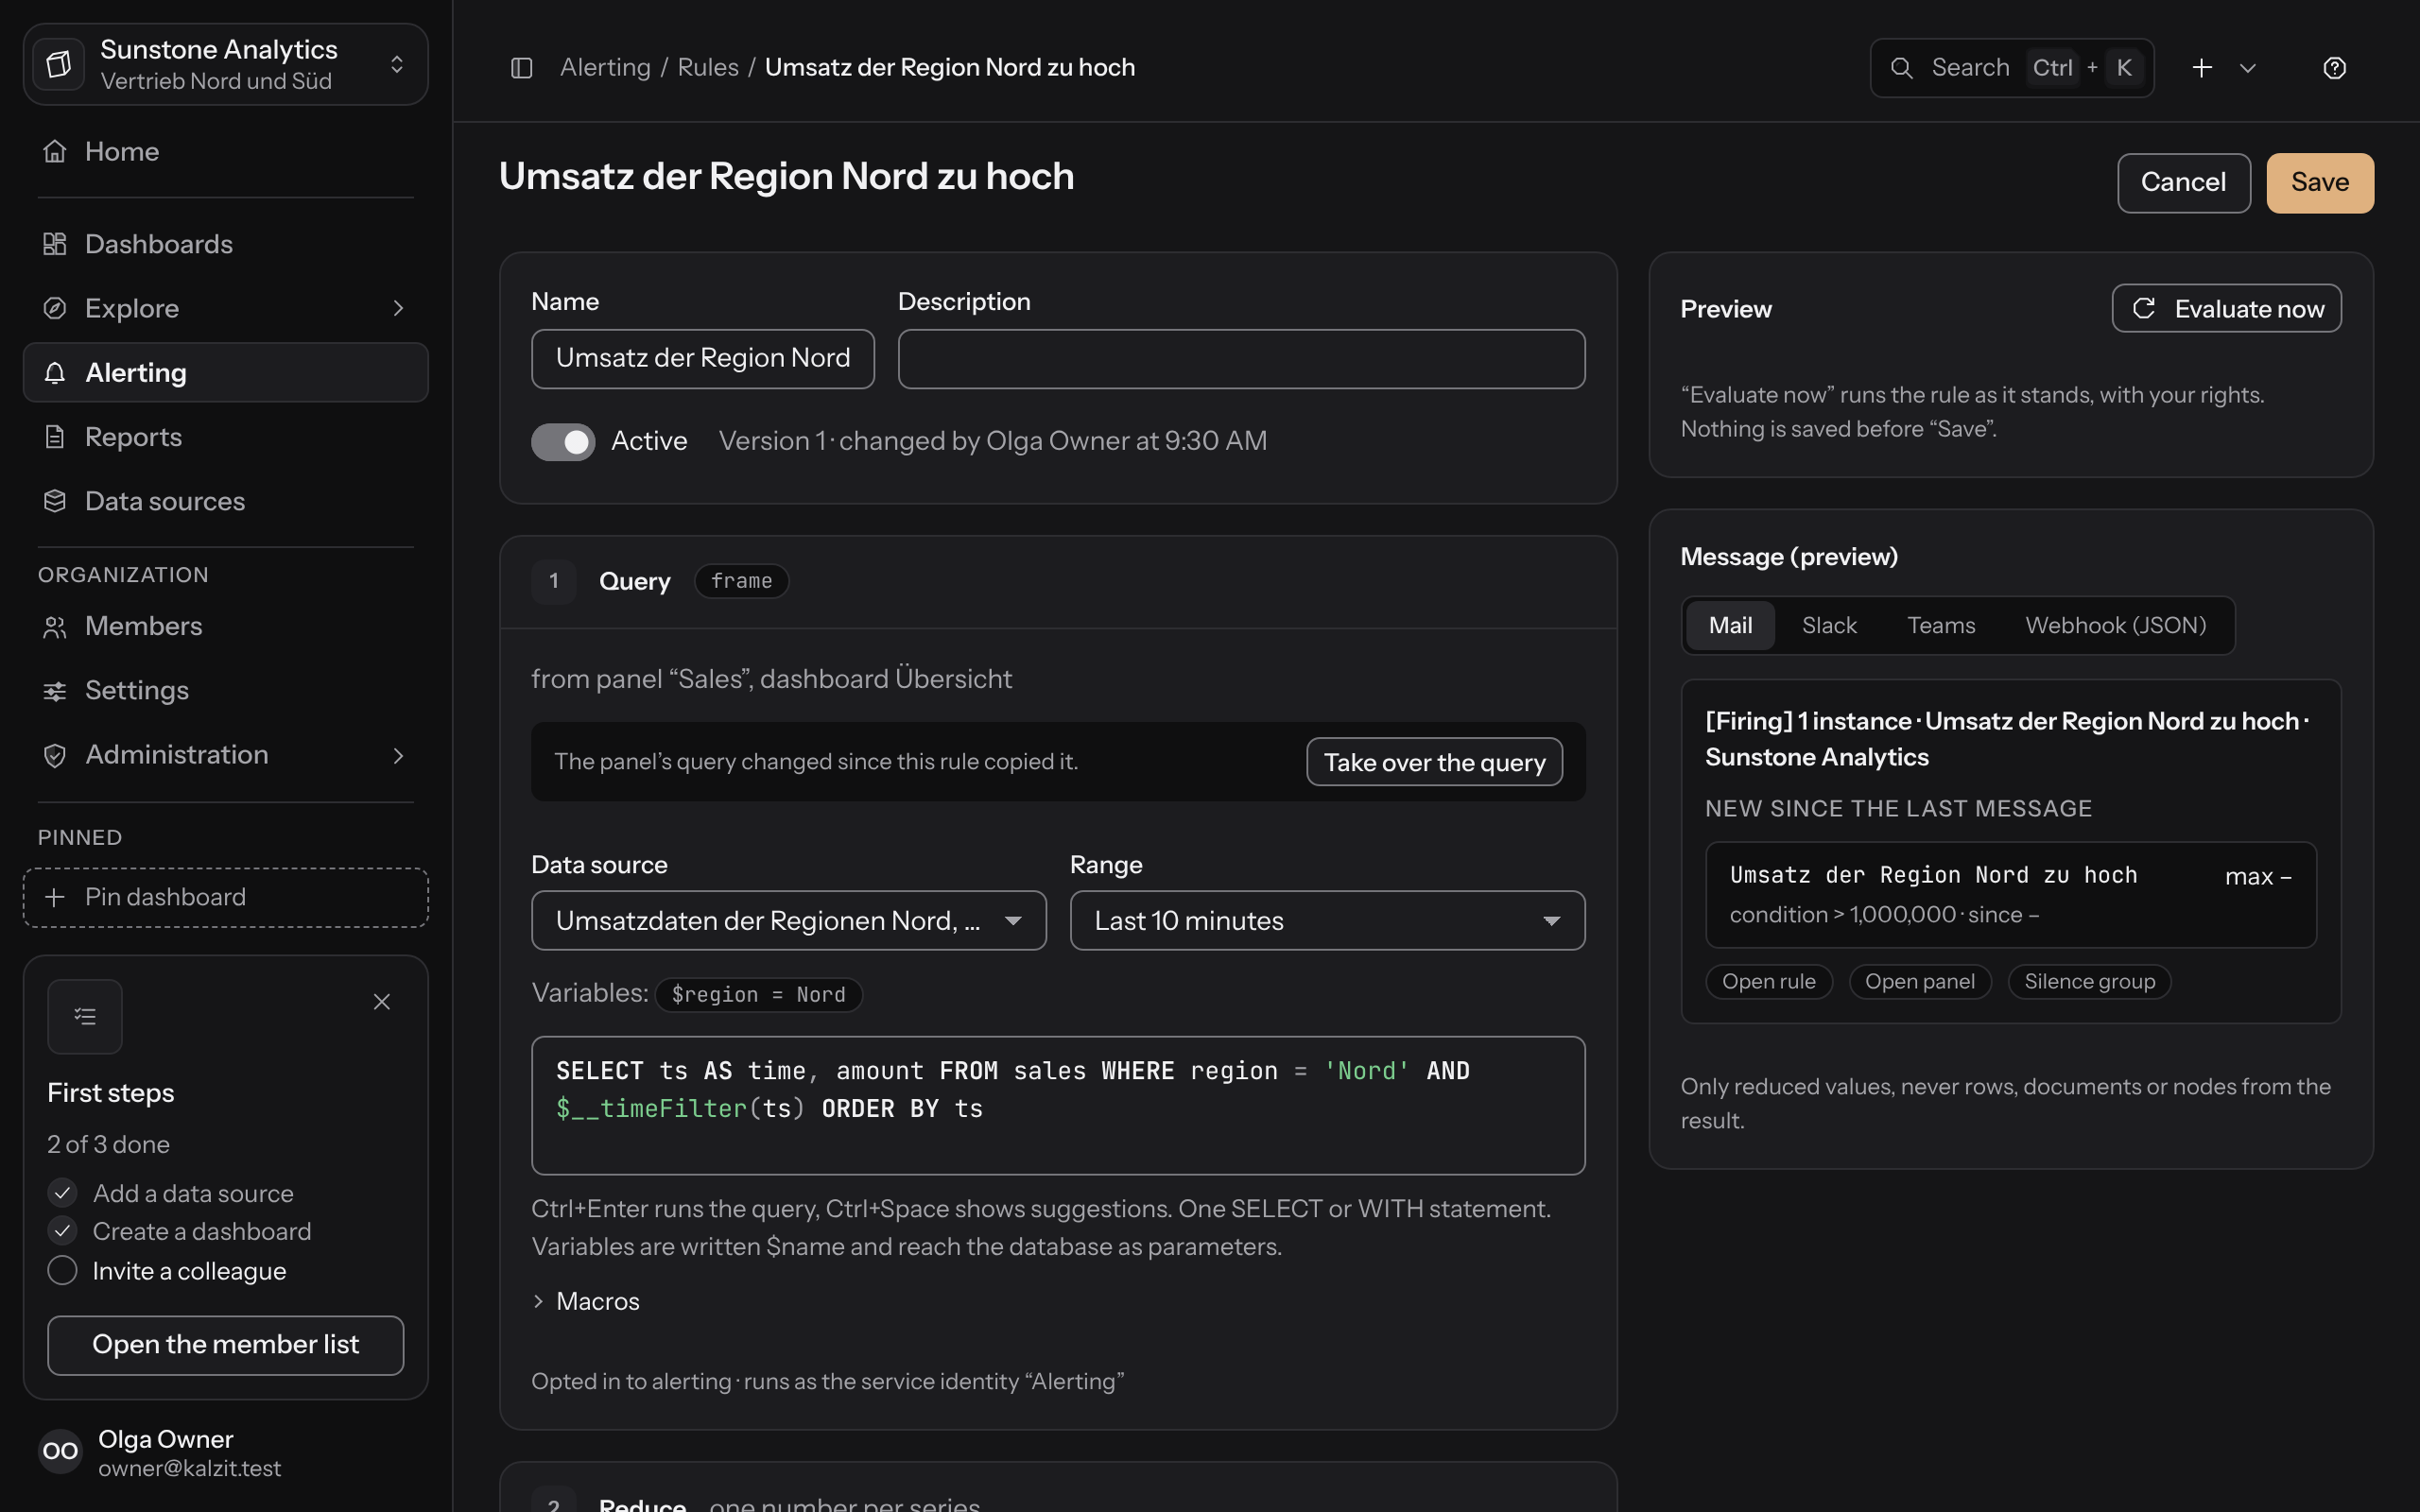 Sunstone Analytics
Vertrieb Nord und Süd
Home
Dashboards
Explore
Alerting
Reports
Data sources
ORGANIZATION
Members
Settings
Administration
PINNED
Pin dashboard
First steps
2 of 3 done
Add a data source
Create a dashboard
Invite a colleague
Open the member list
OO
Olga Owner
owner@kalzit.test
Alerting / Rules / Umsatz der Region Nord zu hoch
Search Ctrl + K
Umsatz der Region Nord zu hoch
Cancel
Save
Name
Description
Umsatz der Region Nord
Active
Version 1 · changed by Olga Owner at 9:30 AM
1 Query frame
from panel “Sales”, dashboard Übersicht
The panel’s query changed since this rule copied it.
Take over the query
Data source
Range
Umsatzdaten der Regionen Nord, ...
Last 10 minutes
Variables: $region = Nord
SELECT ts AS time, amount FROM sales WHERE region = 'Nord' AND
$__timeFilter(ts) ORDER BY ts
Ctrl+Enter runs the query, Ctrl+Space shows suggestions. One SELECT or WITH statement.
Variables are written $name and reach the database as parameters.
Macros
Opted in to alerting · runs as the service identity “Alerting”
2 Reduce one number per series
Preview
Evaluate now
“Evaluate now” runs the rule as it stands, with your rights.
Nothing is saved before “Save”.
Message (preview)
Mail
Slack
Teams
Webhook (JSON)
[Firing] 1 instance · Umsatz der Region Nord zu hoch ·
Sunstone Analytics
NEW SINCE THE LAST MESSAGE
Umsatz der Region Nord zu hoch
max –
condition > 1,000,000 · since –
Open rule
Open panel
Silence group
Only reduced values, never rows, documents or nodes from the
result.